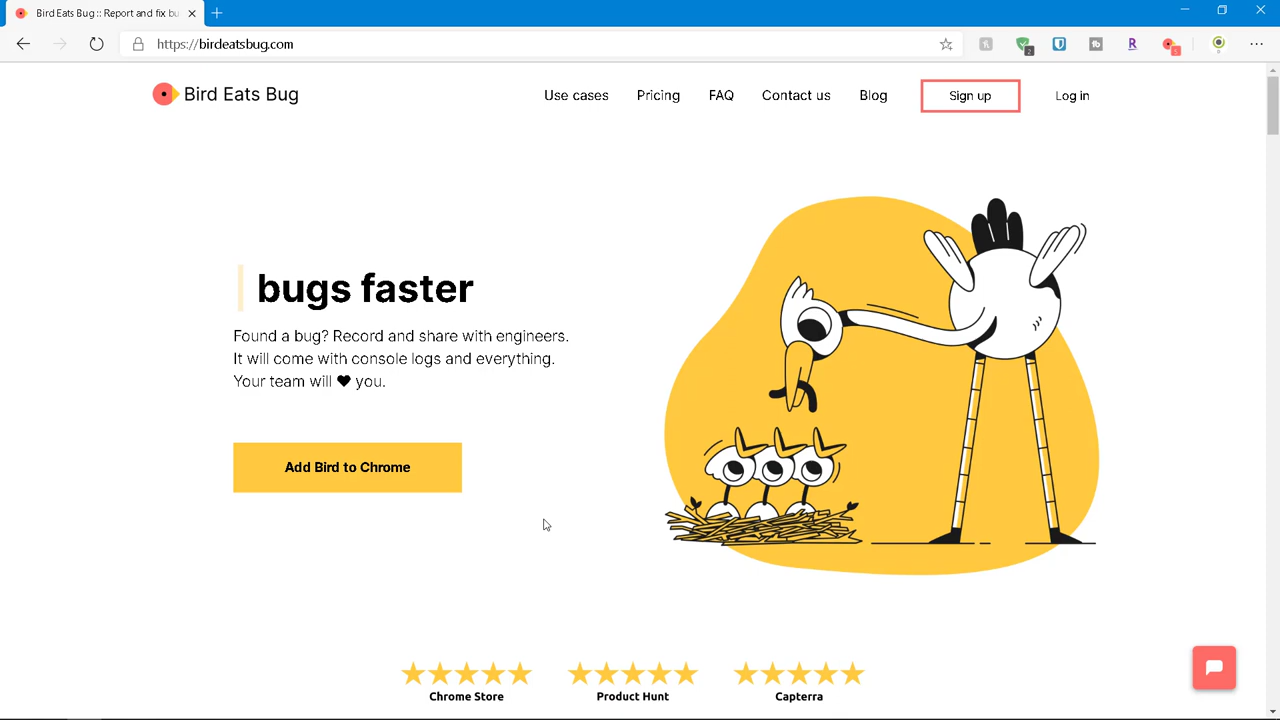 Bird Eats Bug :: Report and fix bu
https://birdeatsbug.com
2
R
Bird Eats Bug
Use cases
Pricing
FAQ
Contact us
Blog
Sign up
Log in
bugs faster
Found a bug? Record and share with engineers.
It will come with console logs and everything.
Your team will ♥ you.
Add Bird to Chrome
Chrome Store
Product Hunt
Capterra